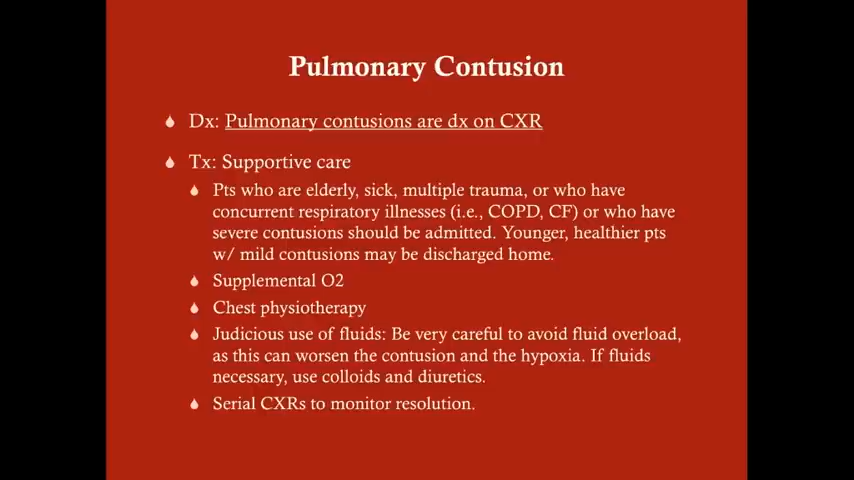 Pulmonary Contusion
Dx: Pulmonary contusions are dx on CXR
Tx: Supportive care
Pts who are elderly, sick, multiple trauma, or who have
concurrent respiratory illnesses (i.e., COPD, CF) or who have
severe contusions should be admitted. Younger, healthier pts
w/ mild contusions may be discharged home.
Supplemental O2
Chest physiotherapy
Judicious use of fluids: Be very careful to avoid fluid overload,
as this can worsen the contusion and the hypoxia. If fluids
necessary, use colloids and diuretics.
Serial CXRs to monitor resolution.